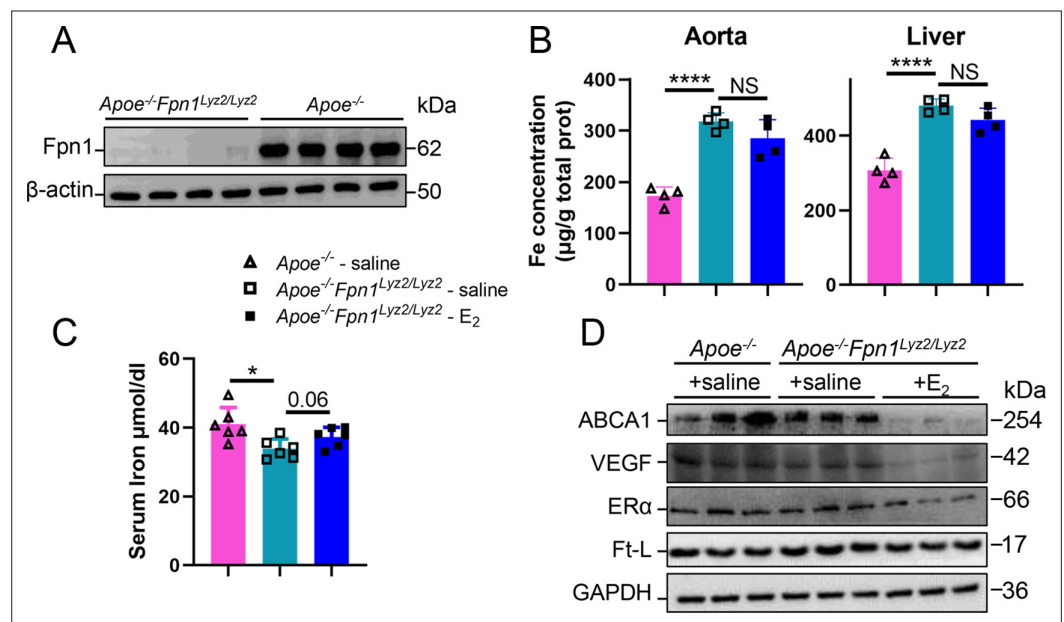 A
Apoe-/-Fpn1Lyz2/Lyz2 Apoe-/- kDa
Fpn1 62
β-actin 50
B
Aorta Liver
Fe concentration
(µg/g total prot)
400
300
200
100
0
**** NS
400
200
0
**** NS
Apoe-/- - saline
Apoe-/-Fpn1Lyz2/Lyz2 - saline
Apoe-/-Fpn1Lyz2/Lyz2 - E2
C
Serum Iron µmol/dl
60
40
20
0
* 0.06
D
Apoe-/- Apoe-/-Fpn1Lyz2/Lyz2
+saline +saline +E2 kDa
ABCA1 254
VEGF 42
ERα 66
Ft-L 17
GAPDH 36